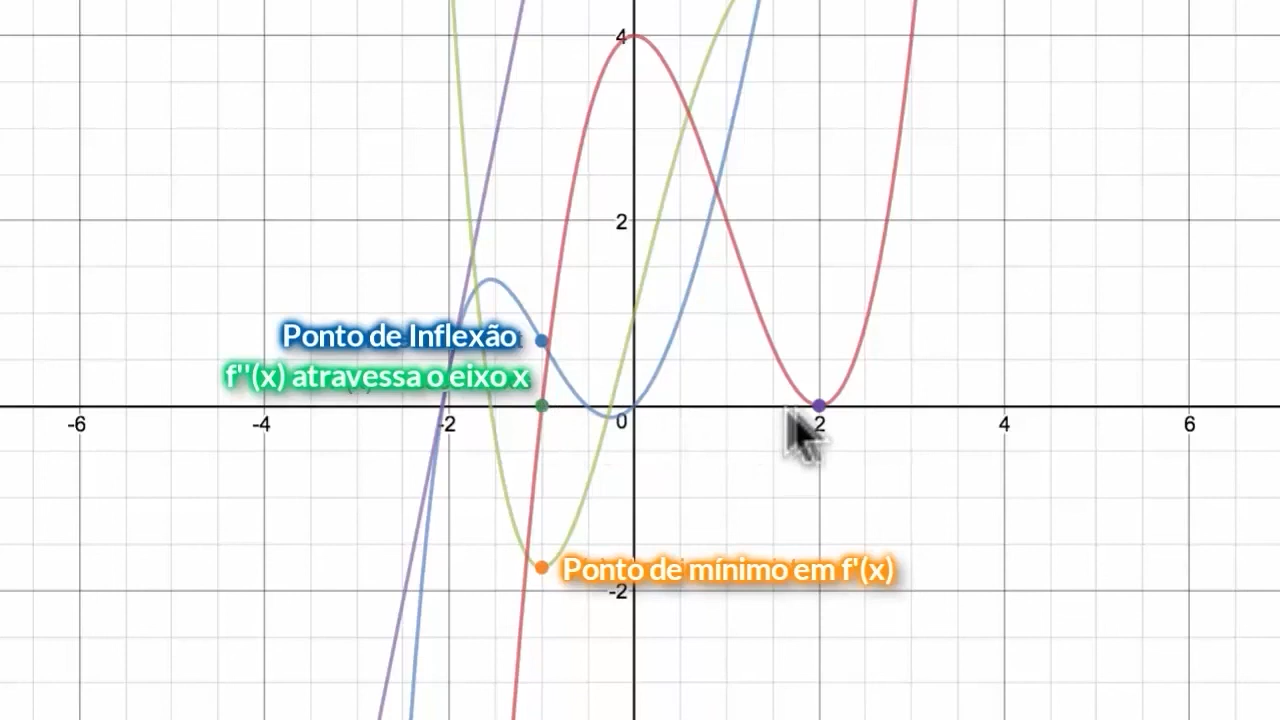 4
2
Ponto de Inflexão
f''(x) atravessa o eixo x
-6 -4 -2 0 2 4 6
Ponto de mínimo em f'(x)
-2